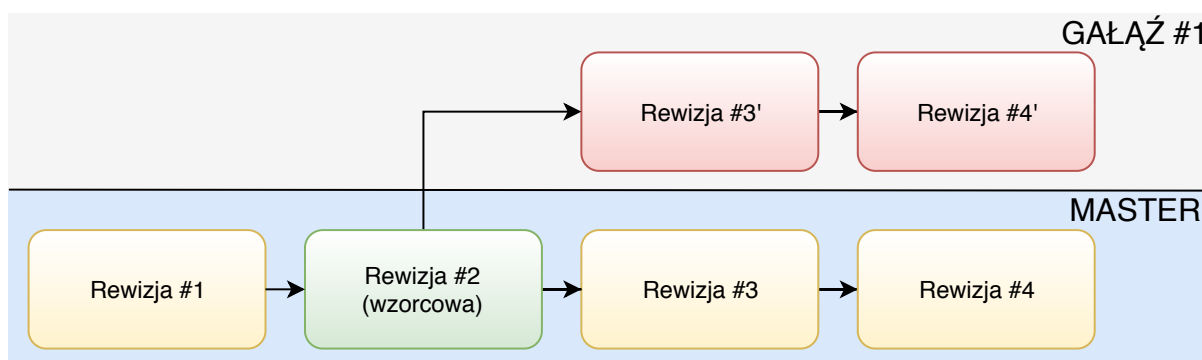 GAŁĄŹ #1
Rewizja #3'
Rewizja #4'
MASTER
Rewizja #1
Rewizja #2
(wzorcowa)
Rewizja #3
Rewizja #4